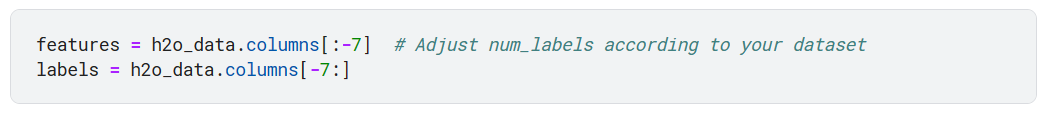 features = h2o_data.columns[:-7]  # Adjust num_labels according to your dataset
labels = h2o_data.columns[-7:]